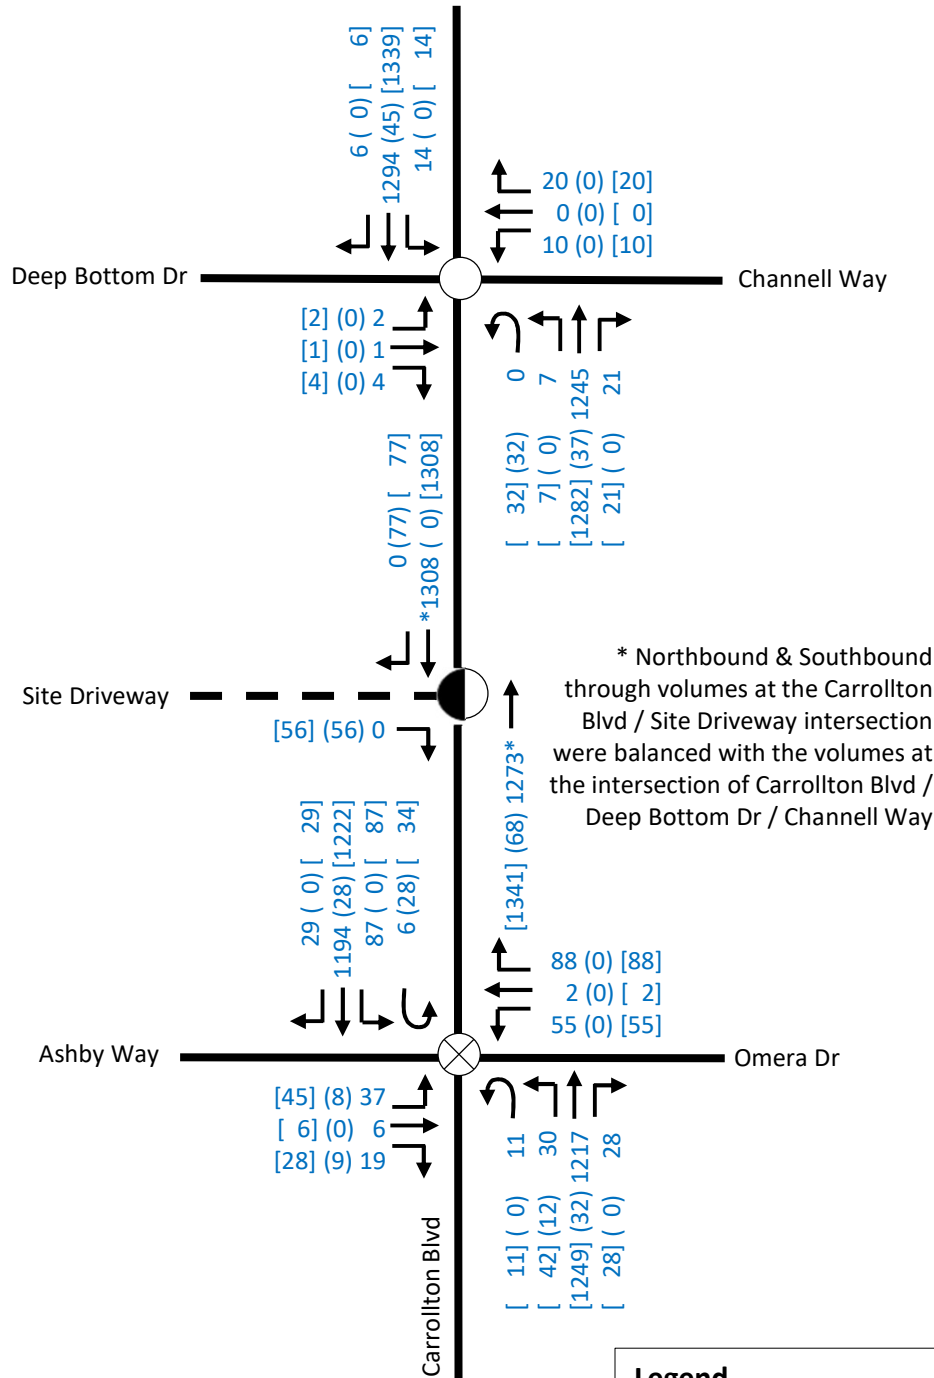 6 ( 0) [ 6]
1294 (45) [1339]
14 ( 0) [ 14]
20 (0) [20]
0 (0) [ 0]
10 (0) [10]
Deep Bottom Dr
Channell Way
[2] (0) 2
[1] (0) 1
[4] (0) 4
[ 32] (32) 0
[ 7] ( 0) 7
[1282] (37) 1245
[ 21] ( 0) 21
0 (77) [ 77]
*1308 ( 0) [1308]
Site Driveway
[56] (56) 0
[1341] (68) 1273*
* Northbound & Southbound
through volumes at the Carrollton
Blvd / Site Driveway intersection
were balanced with the volumes at
the intersection of Carrollton Blvd /
Deep Bottom Dr / Channell Way
29 ( 0) [ 29]
1194 (28) [1222]
87 ( 0) [ 87]
6 (28) [ 34]
88 (0) [88]
2 (0) [ 2]
55 (0) [55]
Ashby Way
Omera Dr
[45] (8) 37
[ 6] (0) 6
[28] (9) 19
[ 11] ( 0) 11
[ 42] (12) 30
[1249] (32) 1217
[ 28] ( 0) 28
Carrollton Blvd
Legend